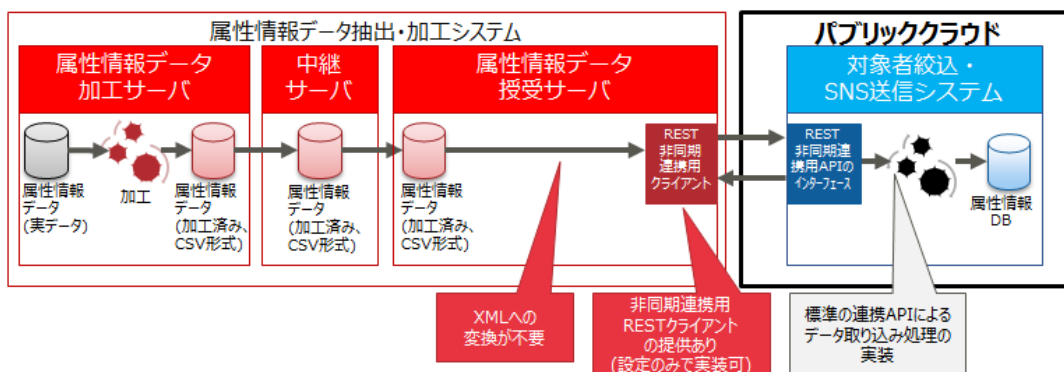 属性情報データ抽出・加工システム
パブリッククラウド
属性情報データ
加工サーバ
中継
サーバ
属性情報データ
授受サーバ
対象者絞込・
SNS送信システム
属性情報
データ
(実データ)
加工
属性情報
データ
(加工済み、
CSV形式)
属性情報
データ
(加工済み、
CSV形式)
属性情報
データ
(加工済み、
CSV形式)
REST
非同期
連携用
クライアント
REST
非同期連
携用APIの
インターフェース
属性情報
DB
XMLへの
変換が不要
非同期連携用
RESTクライアント
の提供あり
(設定のみで実装可)
標準の連携APIによる
データ取り込み処理の
実装